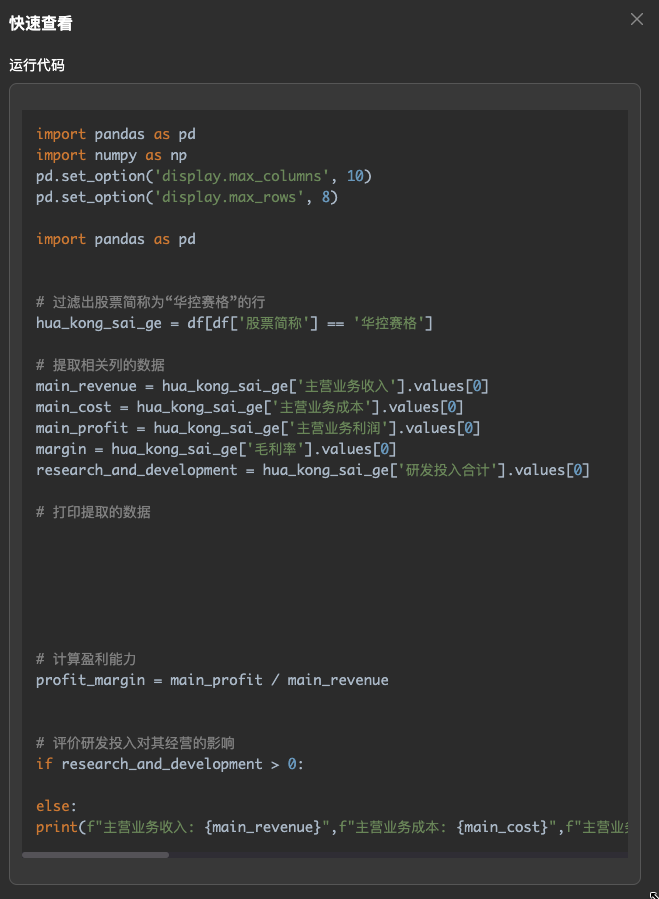 快速查看
运行代码
import pandas as pd
import numpy as np
pd.set_option('display.max_columns', 10)
pd.set_option('display.max_rows', 8)
import pandas as pd
# 过滤出股票简称为“华控赛格”的行
hua_kong_sai_ge = df[df['股票简称'] == '华控赛格']
# 提取相关列的数据
main_revenue = hua_kong_sai_ge['主营业务收入'].values[0]
main_cost = hua_kong_sai_ge['主营业务成本'].values[0]
main_profit = hua_kong_sai_ge['主营业务利润'].values[0]
margin = hua_kong_sai_ge['毛利率'].values[0]
research_and_development = hua_kong_sai_ge['研发投入合计'].values[0]
# 打印提取的数据
# 计算盈利能力
profit_margin = main_profit / main_revenue
# 评价研发投入对其经营的影响
if research_and_development > 0:
else:
print(f"主营业务收入: {main_revenue}",f"主营业务成本: {main_cost}",f"主营业